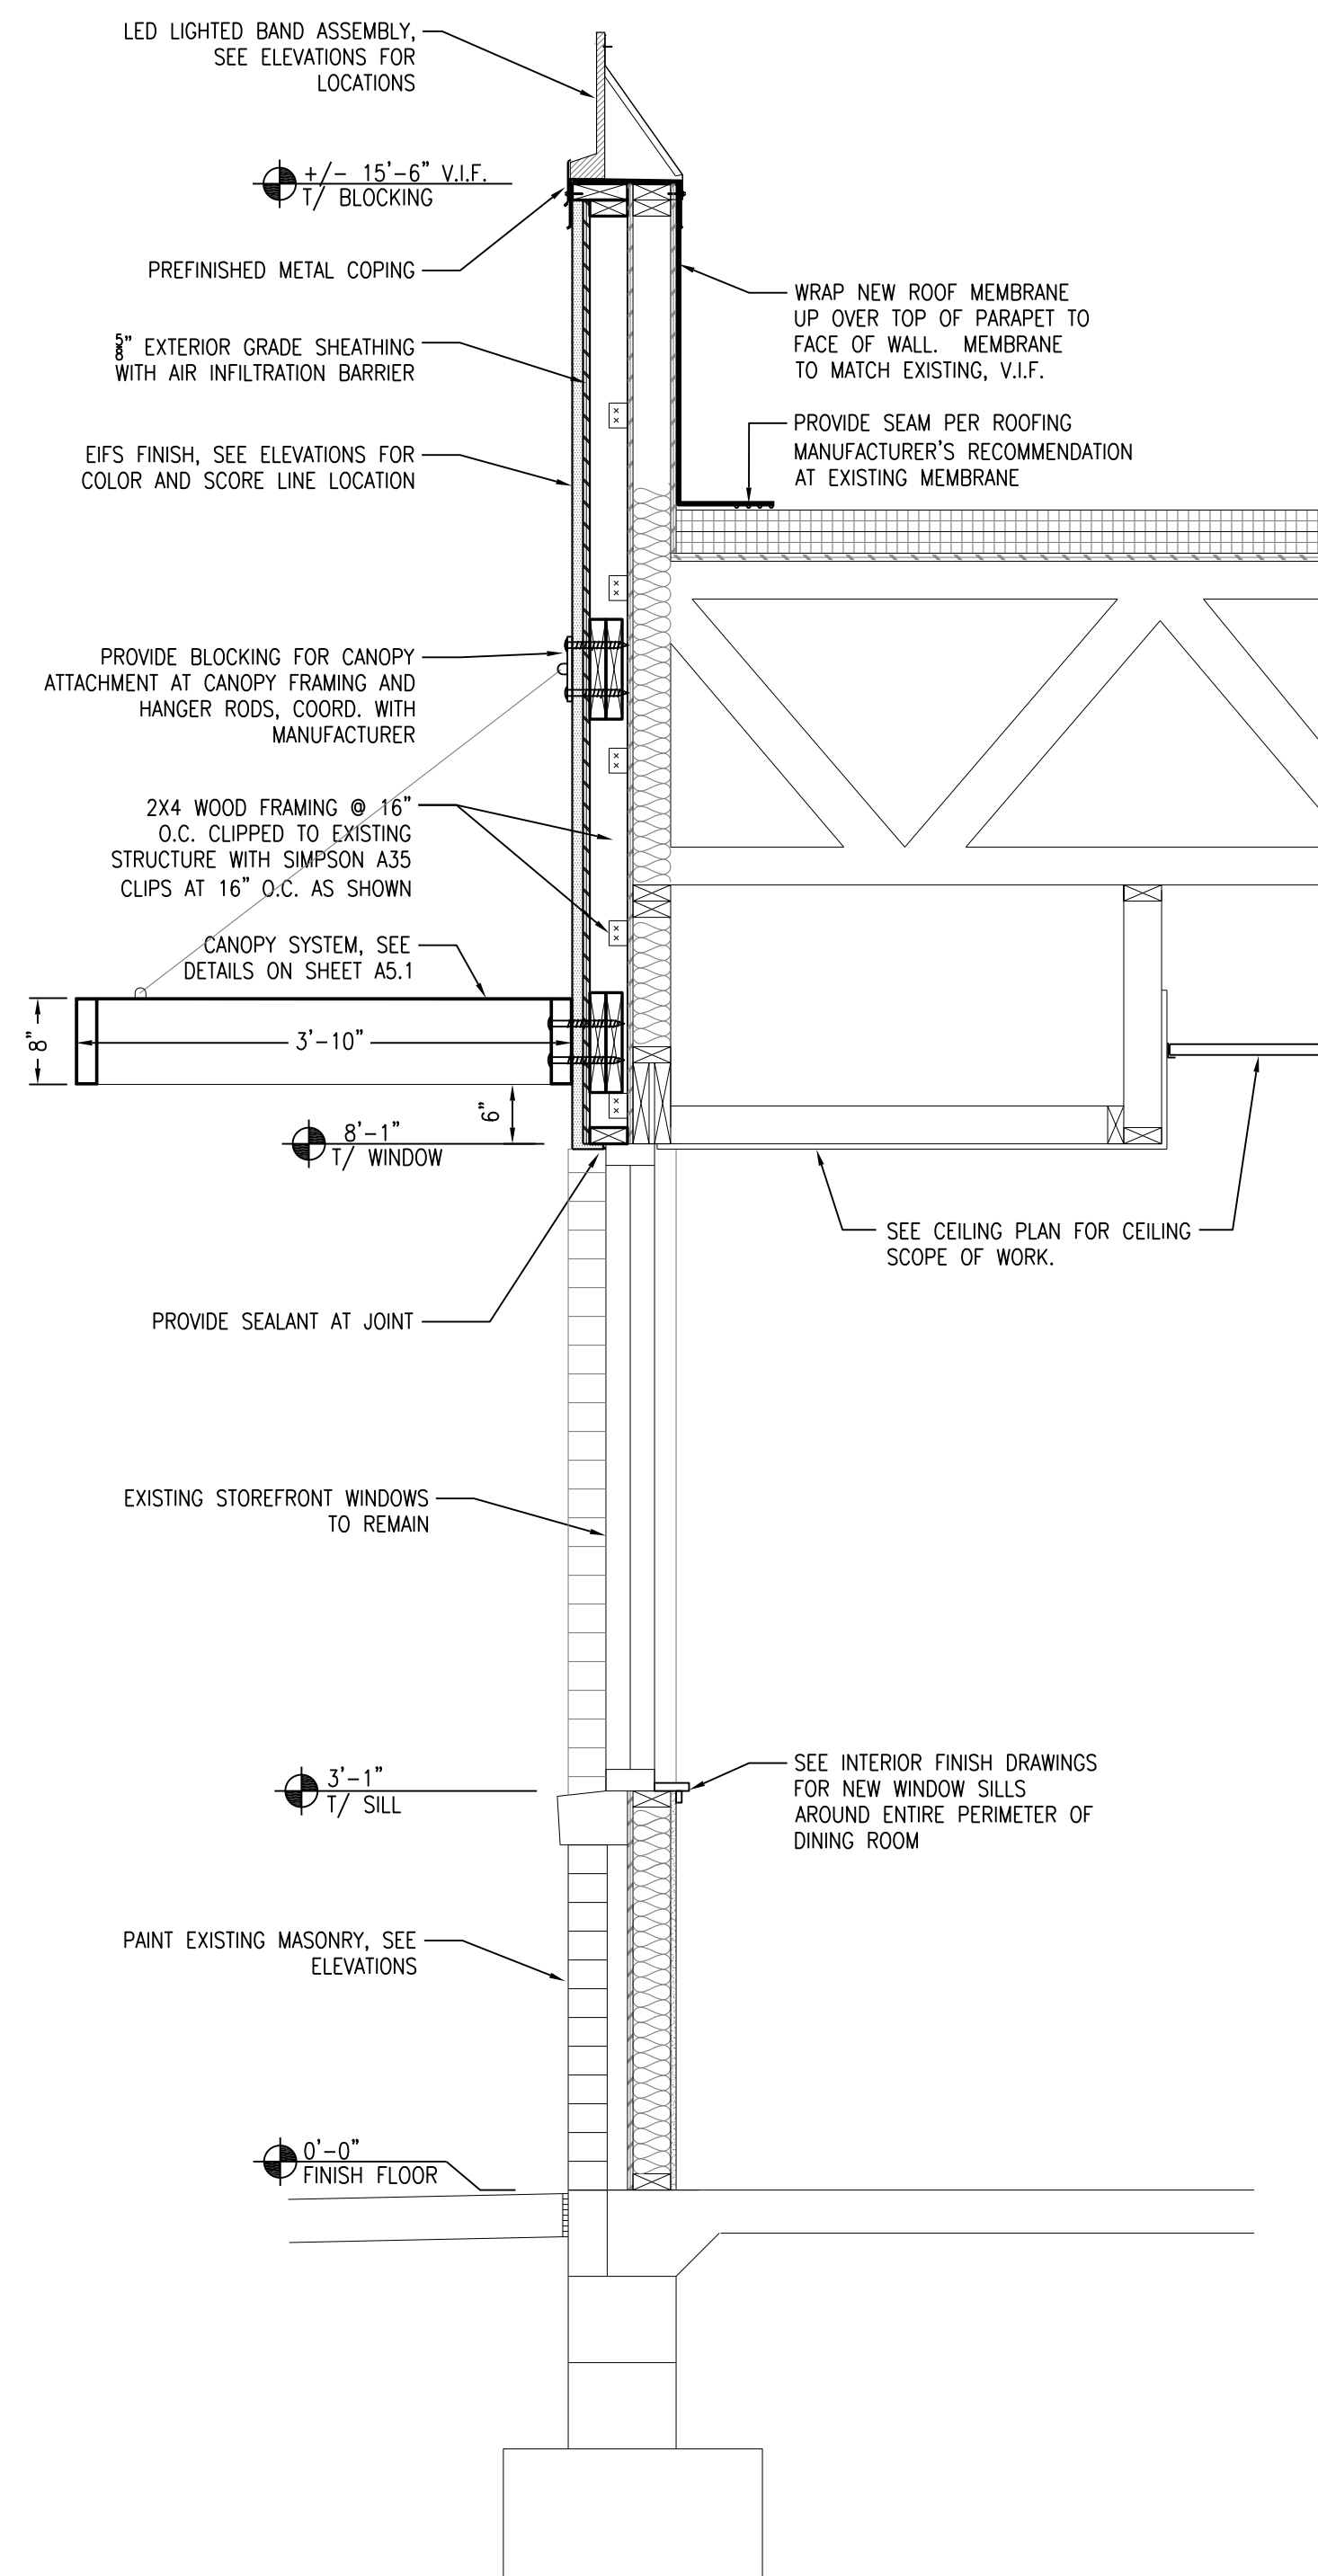 LED LIGHTED BAND ASSEMBLY,
SEE ELEVATIONS FOR
LOCATIONS
+/- 15'-6" V.I.F.
T/ BLOCKING
PREFINISHED METAL COPING
WRAP NEW ROOF MEMBRANE
UP OVER TOP OF PARAPET TO
FACE OF WALL. MEMBRANE
TO MATCH EXISTING, V.I.F.
5/8" EXTERIOR GRADE SHEATHING
WITH AIR INFILTRATION BARRIER
PROVIDE SEAM PER ROOFING
MANUFACTURER'S RECOMMENDATION
AT EXISTING MEMBRANE
EIFS FINISH, SEE ELEVATIONS FOR
COLOR AND SCORE LINE LOCATION
PROVIDE BLOCKING FOR CANOPY
ATTACHMENT AT CANOPY FRAMING AND
HANGER RODS, COORD. WITH
MANUFACTURER
2X4 WOOD FRAMING @ 16"
O.C. CLIPPED TO EXISTING
STRUCTURE WITH SIMPSON A35
CLIPS AT 16" O.C. AS SHOWN
CANOPY SYSTEM, SEE
DETAILS ON SHEET A5.1
8"
3'-10"
6"
8'-1"
T/ WINDOW
SEE CEILING PLAN FOR CEILING
SCOPE OF WORK.
PROVIDE SEALANT AT JOINT
EXISTING STOREFRONT WINDOWS
TO REMAIN
3'-1"
T/ SILL
SEE INTERIOR FINISH DRAWINGS
FOR NEW WINDOW SILLS
AROUND ENTIRE PERIMETER OF
DINING ROOM
PAINT EXISTING MASONRY, SEE
ELEVATIONS
0'-0"
FINISH FLOOR